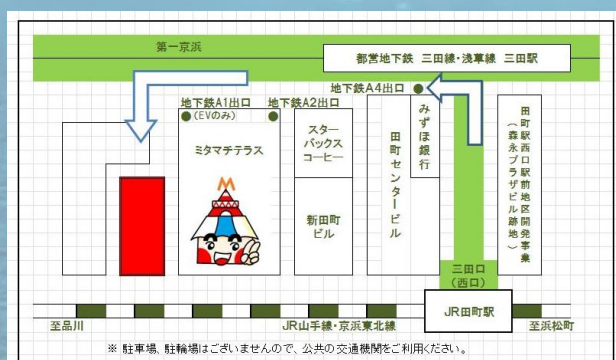 第一京浜
都営地下鉄 三田線・浅草線 三田駅
地下鉄A4出口
地下鉄A1出口
(EVのみ)
地下鉄A2出口
ミタマチテラス
スター
バックス
コーヒー
新田町
ビル
田町センタービル
みずほ銀行
田町駅西口駅前地区開発事業
(森永プラザビル跡地)
三田口
(西口)
JR田町駅
至品川
JR山手線・京浜東北線
至浜松町
※ 駐車場、駐輪場はございませんので、公共の交通機関をご利用ください。